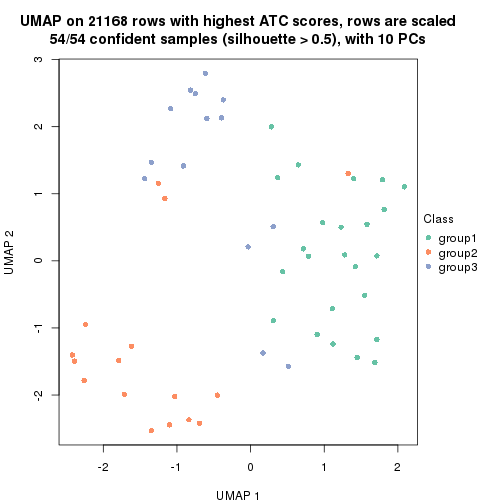 UMAP on 21168 rows with highest ATC scores, rows are scaled
54/54 confident samples (silhouette > 0.5), with 10 PCs
3
2
1
0
-1
-2
UMAP 2
-2
-1
0
1
2
UMAP 1
Class
group1
group2
group3